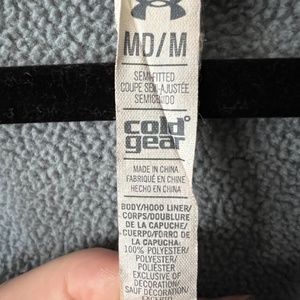 MD/M
SEMI-FITTED
COUPE SEMI-AJUSTÉE
SEMICEÑIDO
cold
gear
MADE IN CHINA
FABRIQUÉ EN CHINE
HECHO EN CHINA
BODY/HOOD LINER/
CORPS/DOUBLURE
DE LA CAPUCHE/
CUERPO/FORRO DE
LA CAPUCHA:
100% POLYESTER/
POLYESTER/
POLIÉSTER
EXCLUSIVE OF
DECORATION/
SAUF DÉCORATION/